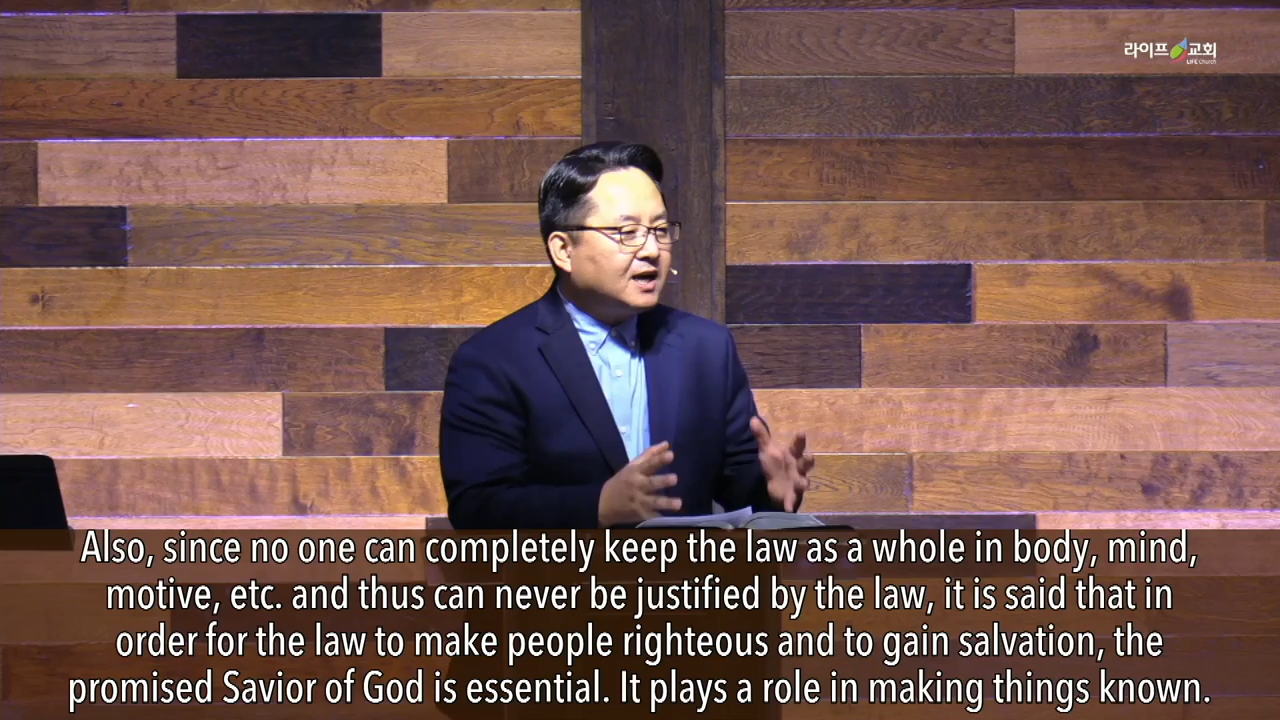 라이프 교회
LIFE Church
Also, since no one can completely keep the law as a whole in body, mind,
motive, etc. and thus can never be justified by the law, it is said that in
order for the law to make people righteous and to gain salvation, the
promised Savior of God is essential. It plays a role in making things known.